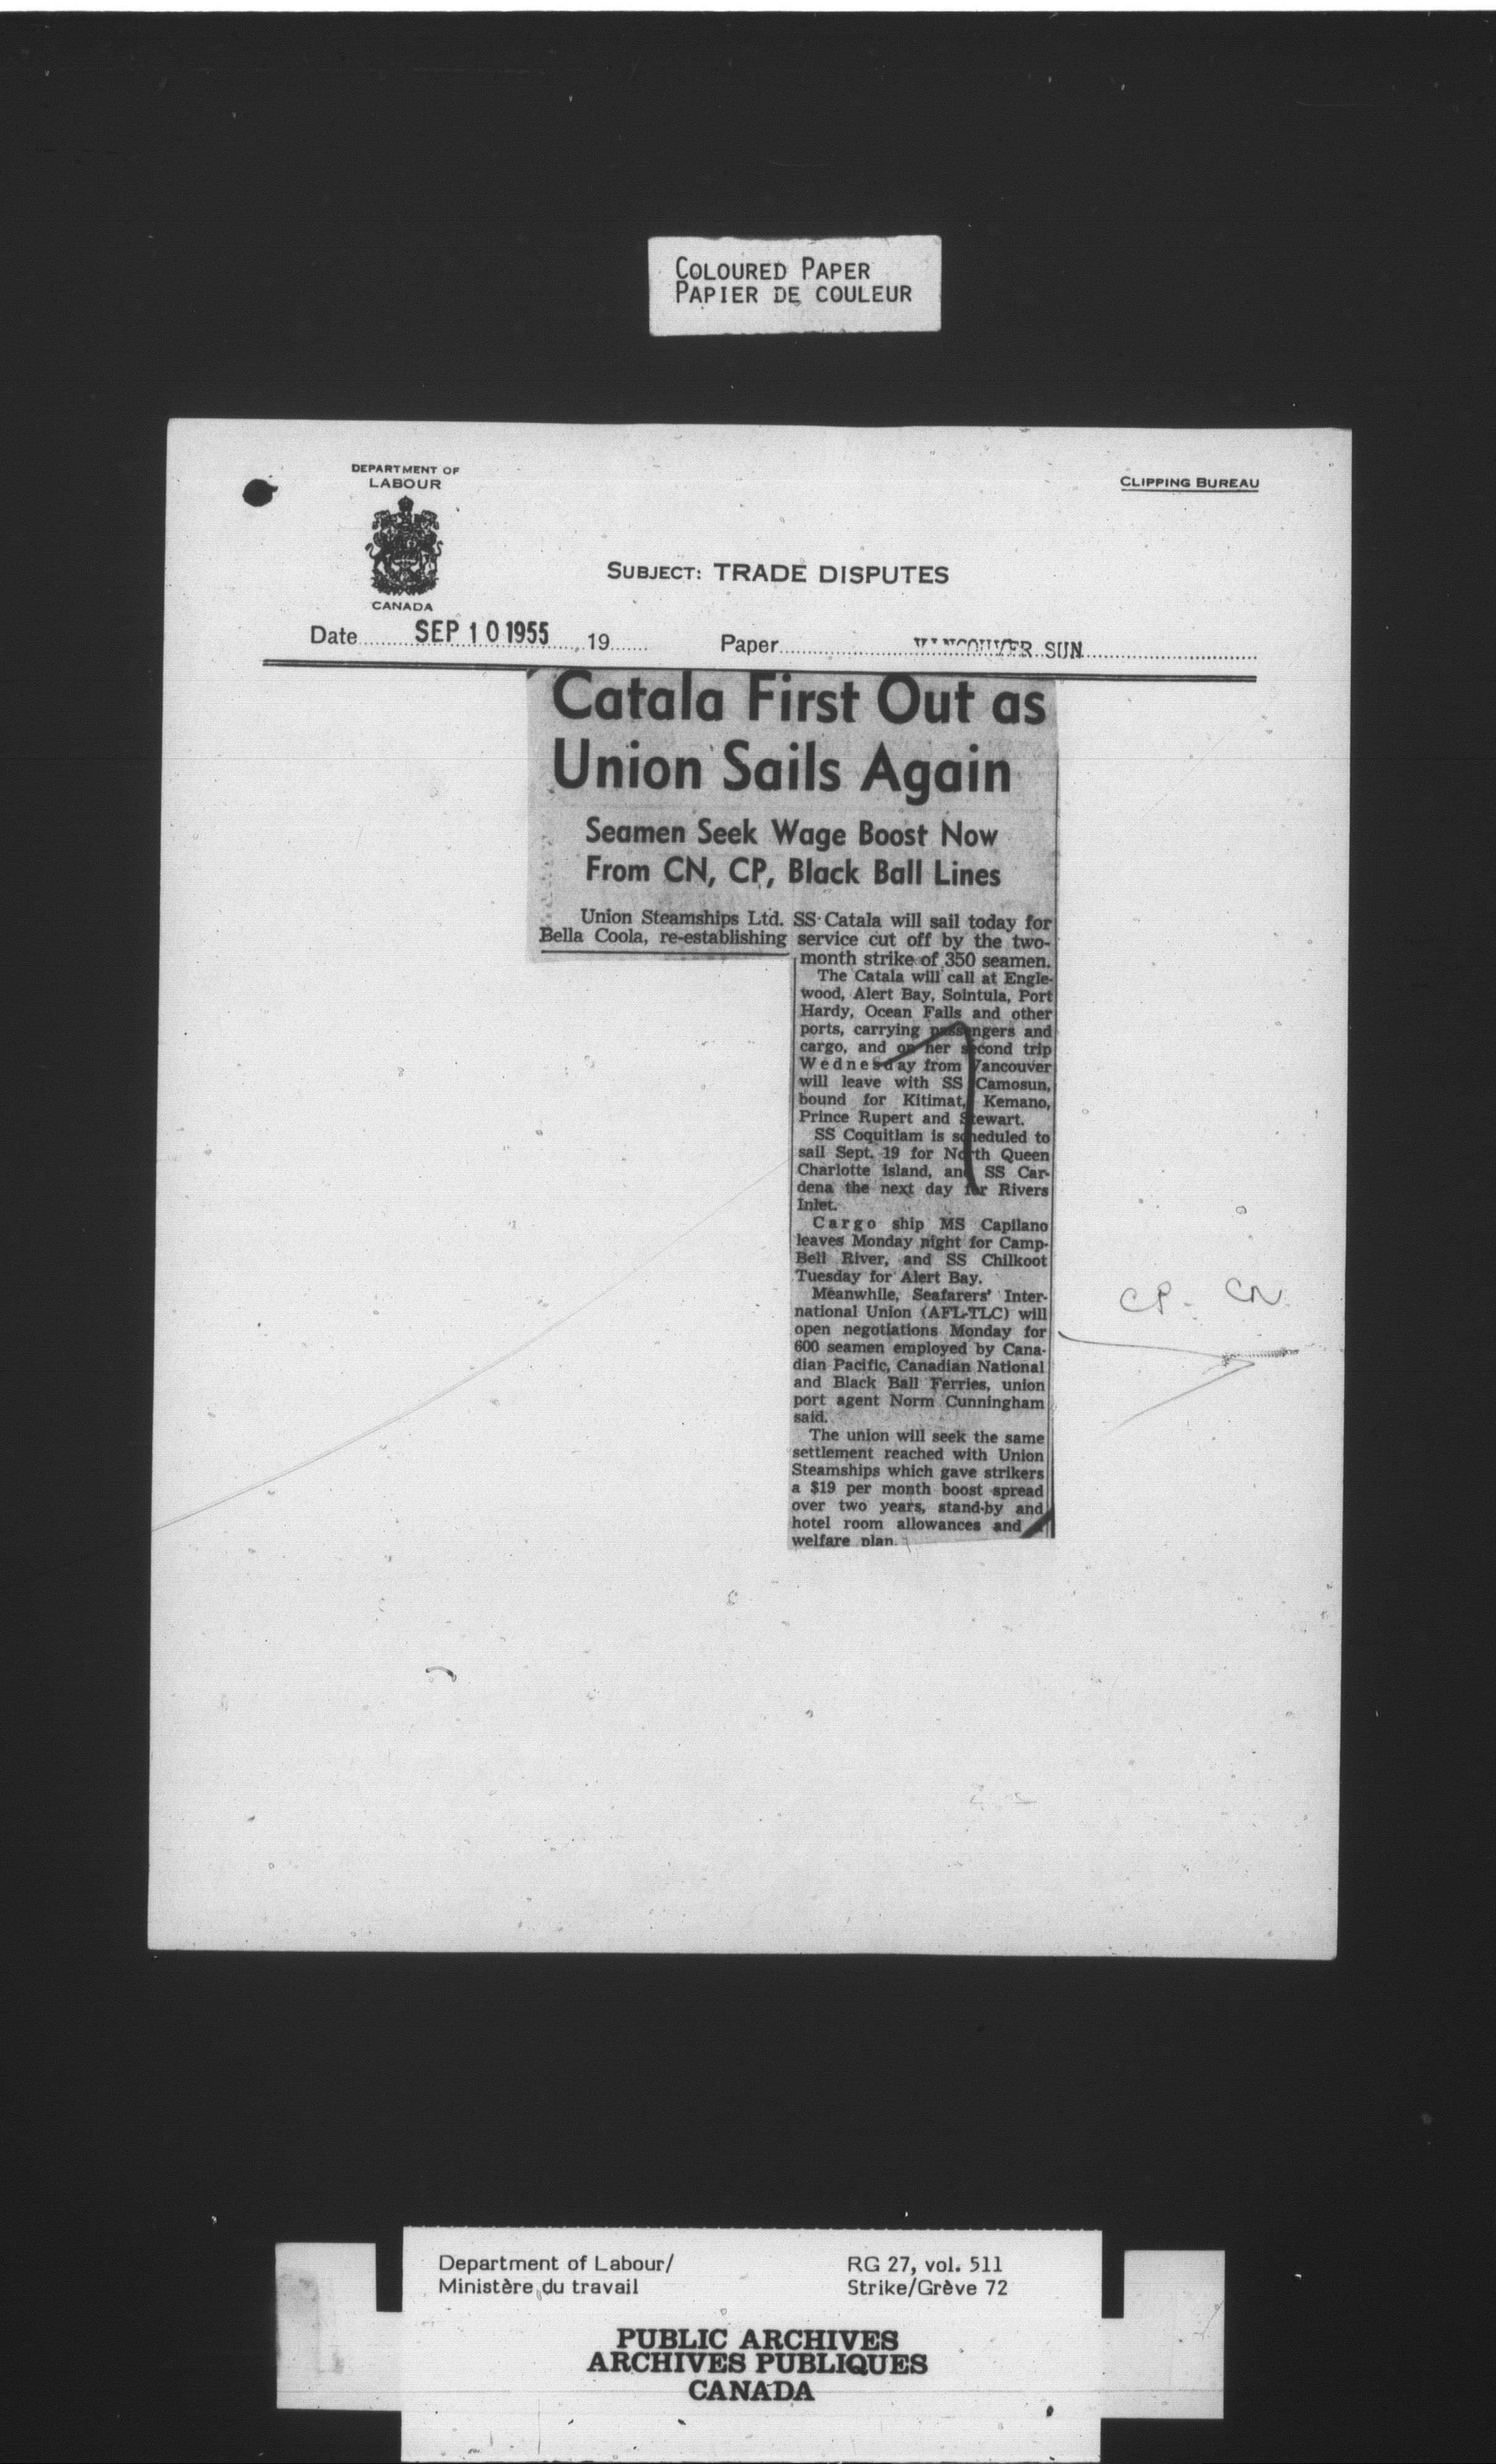 COLOURED PAPER
PAPIER DE COULEUR
DEPARTMENT OF
LABOUR
CANADA
CLIPPING BUREAU
SUBJECT: TRADE DISPUTES
Date SEP 10 1955 , 19 Paper VANCOUVER SUN
Catala First Out as
Union Sails Again
Seamen Seek Wage Boost Now
From CN, CP, Black Ball Lines
Union Steamships Ltd. SS Catala will sail today for
Bella Coola, re-establishing service cut off by the two-
month strike of 350 seamen.
The Catala will call at Engle-
wood, Alert Bay, Sointula, Port
Hardy, Ocean Falls and other
ports, carrying passengers and
cargo, and on her second trip
Wednesday from Vancouver
will leave with SS Camosun,
bound for Kitimat, Kemano,
Prince Rupert and Stewart.
SS Coquitlam is scheduled to
sail Sept. 19 for North Queen
Charlotte Island, and SS Car-
dena the next day for Rivers
Inlet.
Cargo ship MS Capilano
leaves Monday night for Camp-
Bell River, and SS Chilkoot
Tuesday for Alert Bay.
Meanwhile, Seafarers' Inter-
national Union (AFL-TLC) will
open negotiations Monday for
600 seamen employed by Cana-
dian Pacific, Canadian National
and Black Ball Ferries, union
port agent Norm Cunningham
said.
The union will seek the same
settlement reached with Union
Steamships which gave strikers
a $19 per month boost spread
over two years, stand-by and
hotel room allowances and
welfare plan.
CP - CN
Department of Labour/
Ministère du travail
RG 27, vol. 511
Strike/Grève 72
PUBLIC ARCHIVES
ARCHIVES PUBLIQUES
CANADA